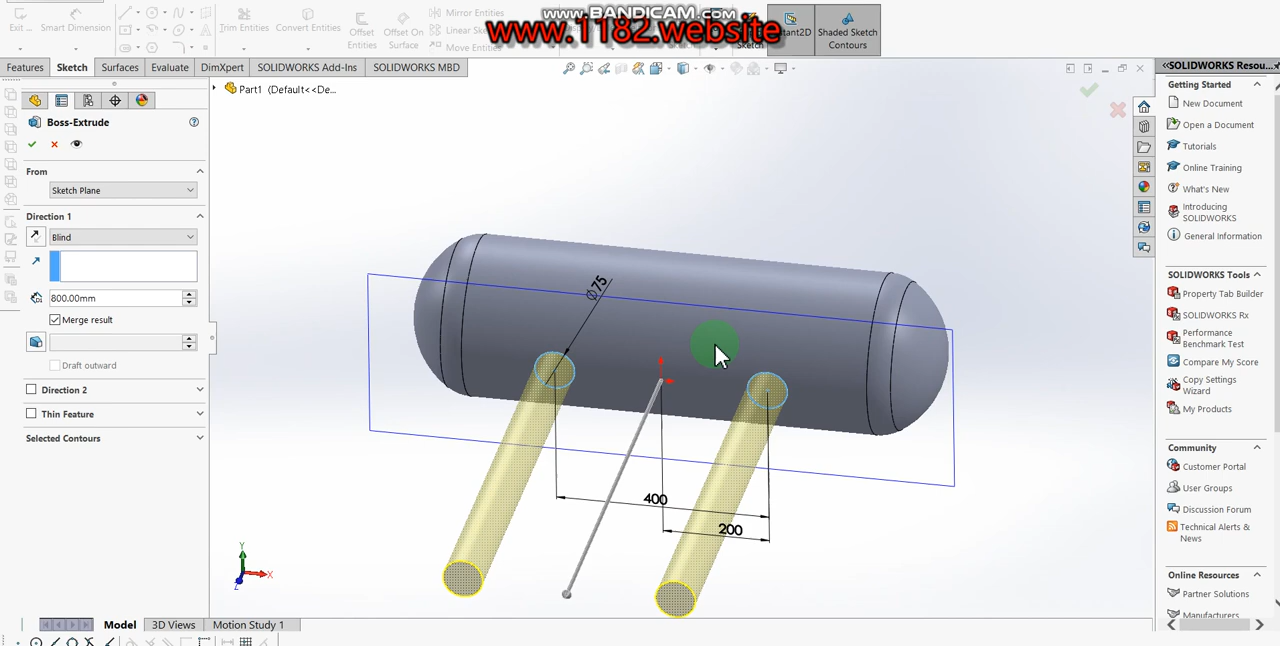 www.BANDICAM.com
www.1182.website
Exit ...
Smart Dimension
Trim Entities
Convert Entities
Offset Entities
Offset On Surface
Mirror Entities
Linear Ske
Move Entities
Sketch
tant2D
Shaded Sketch Contours
Features
Sketch
Surfaces
Evaluate
DimXpert
SOLIDWORKS Add-Ins
SOLIDWORKS MBD
Part1 (Default<<De...
Boss-Extrude
From
Sketch Plane
Direction 1
Blind
800.00mm
Merge result
Draft outward
Direction 2
Thin Feature
Selected Contours
Ø75
400
200
Y
X
Z
Model
3D Views
Motion Study 1
SOLIDWORKS Resou...
Getting Started
New Document
Open a Document
Tutorials
Online Training
What's New
Introducing
SOLIDWORKS
General Information
SOLIDWORKS Tools
Property Tab Builder
SOLIDWORKS Rx
Performance
Benchmark Test
Compare My Score
Copy Settings
Wizard
My Products
Community
Customer Portal
User Groups
Discussion Forum
Technical Alerts &
News
Online Resources
Partner Solutions
Manufacturers